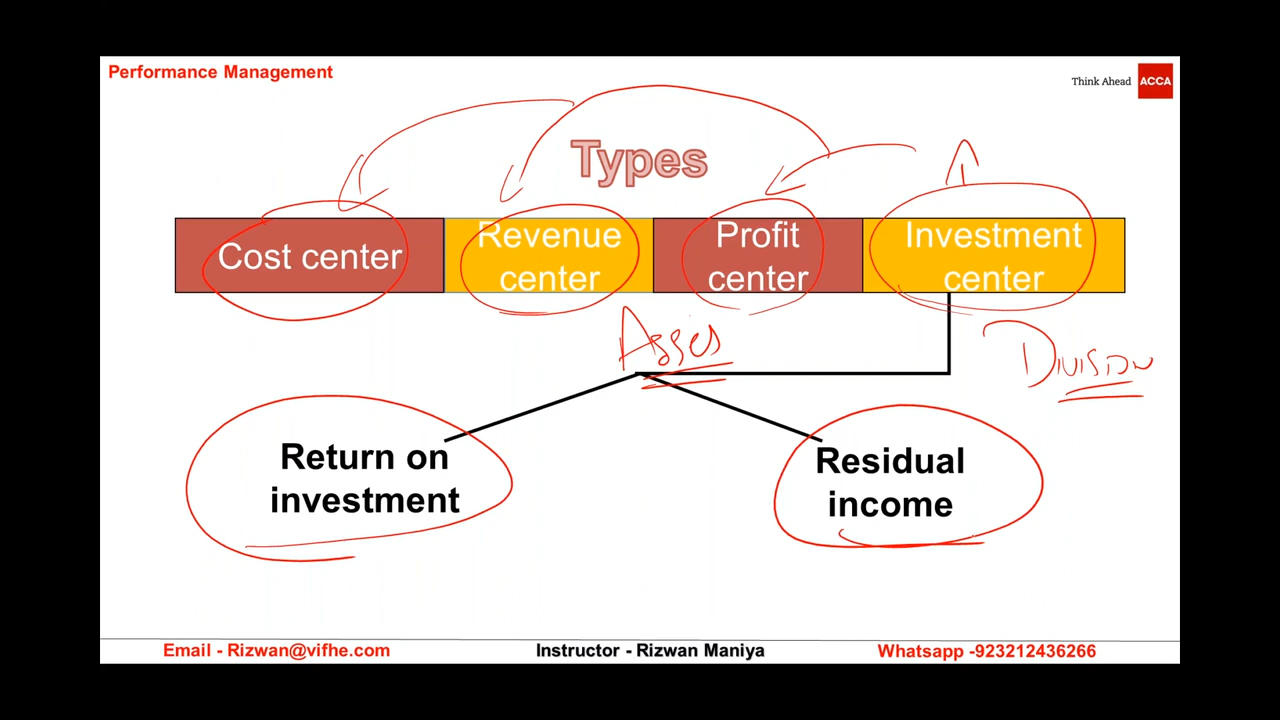 Performance Management
Think Ahead ACCA
Types
Cost center
Revenue
center
Profit
center
Investment
center
Asses
Division
Return on
investment
Residual
income
Email - Rizwan@vifhe.com
Instructor - Rizwan Maniya
Whatsapp -923212436266